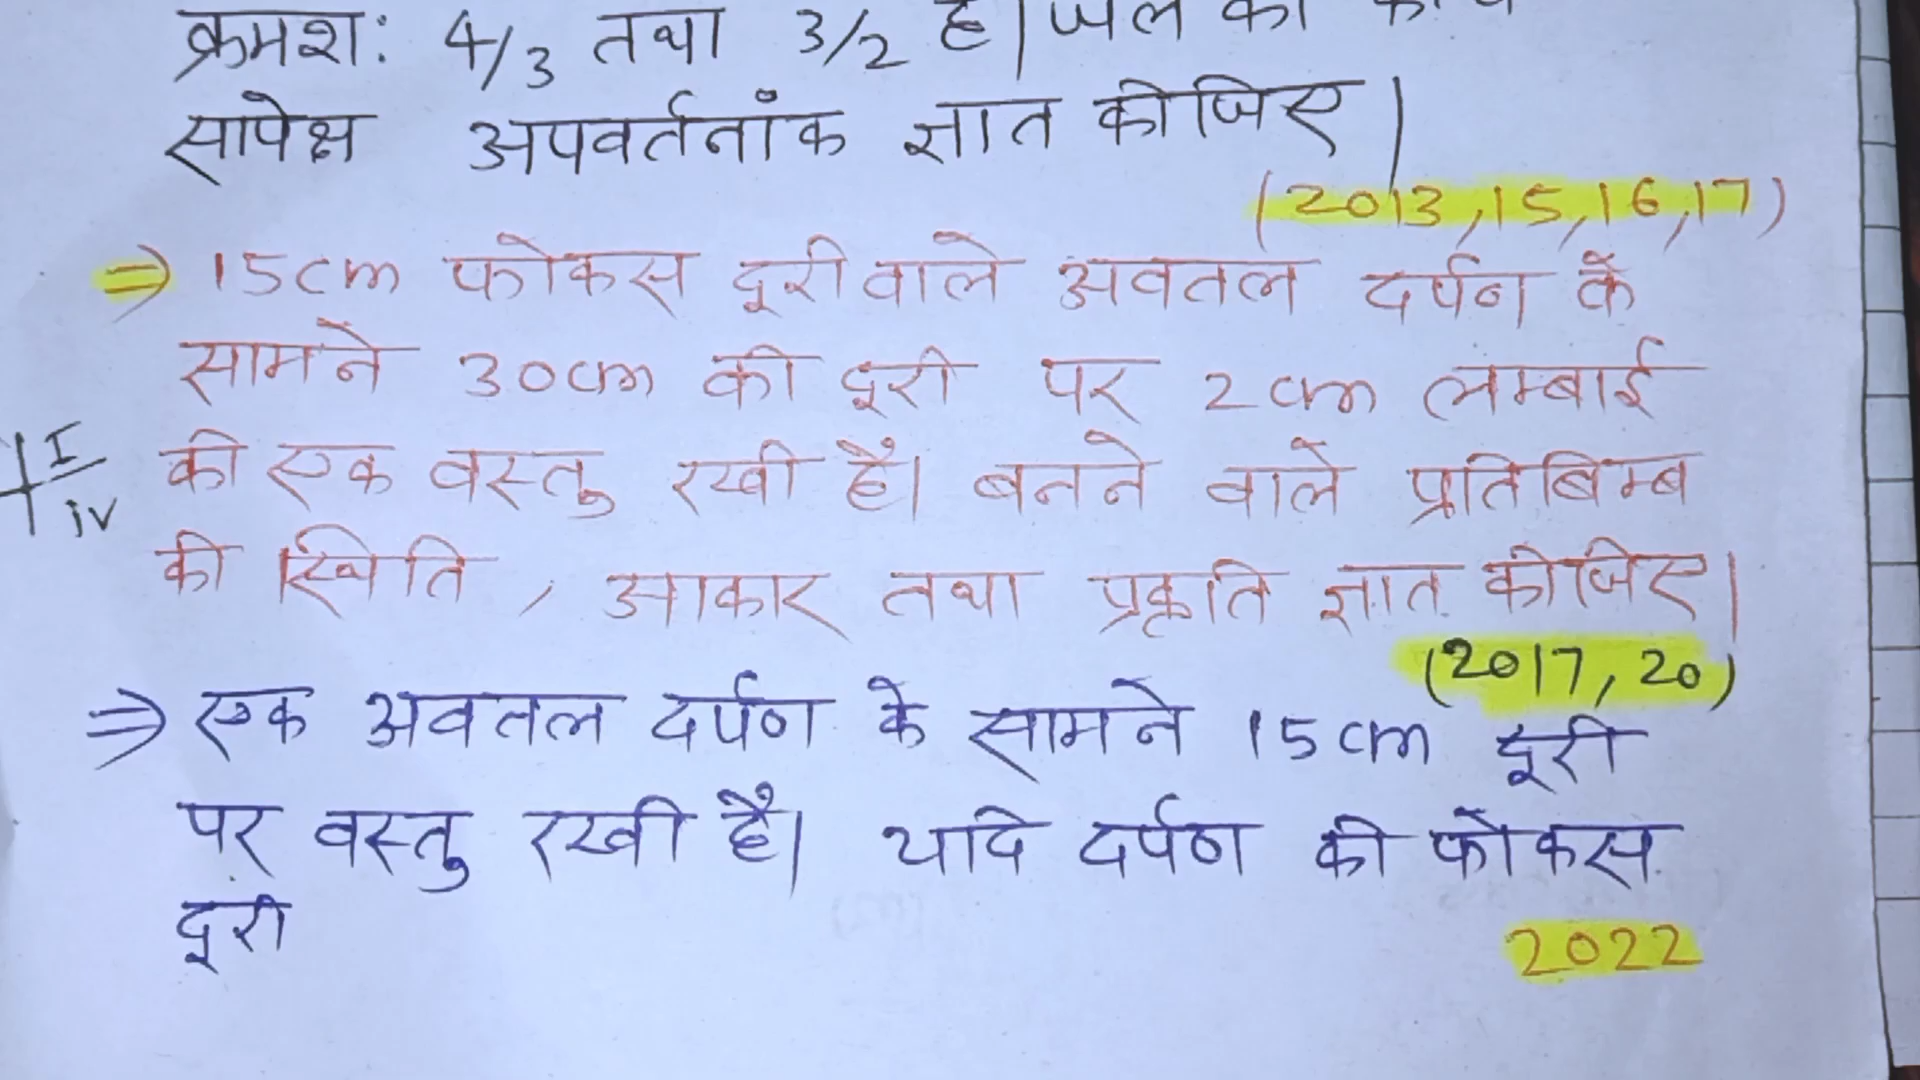 क्रमश: 4/3 तथा 3/2 है। जल का
सापेक्ष अपवर्तनांक ज्ञात कीजिए।
(2013,15,16,17)
⇒ 15cm फोकस दूरी वाले अवतल दर्पन के
सामने 30cm की दूरी पर 2cm लम्बाई
की एक वस्तु रखी है। बनने वाले प्रतिबिम्ब
I
iv
की स्थिति, आकार तथा प्रकृति ज्ञात कीजिए।
(2017,20)
⇒ एक अवतल दर्पण के सामने 15cm दूरी
पर वस्तु रखी है। यदि दर्पण की फोकस
दूरी
2022